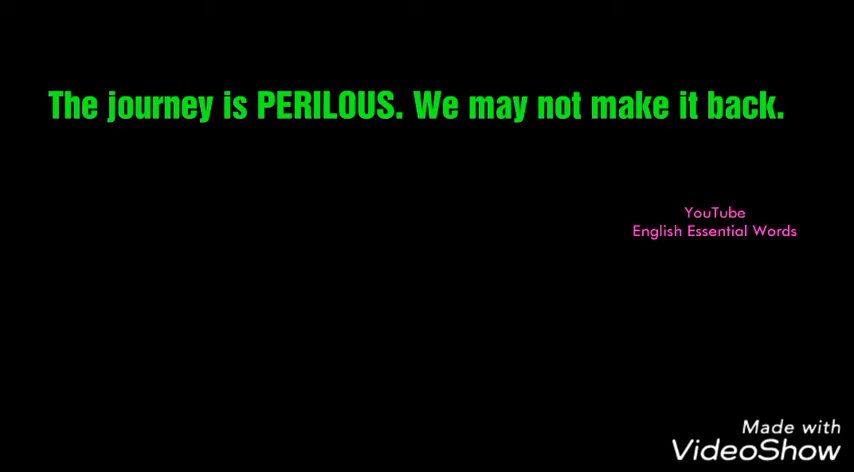 The journey is PERILOUS. We may not make it back.
YouTube
English Essential Words
Made with
VideoShow